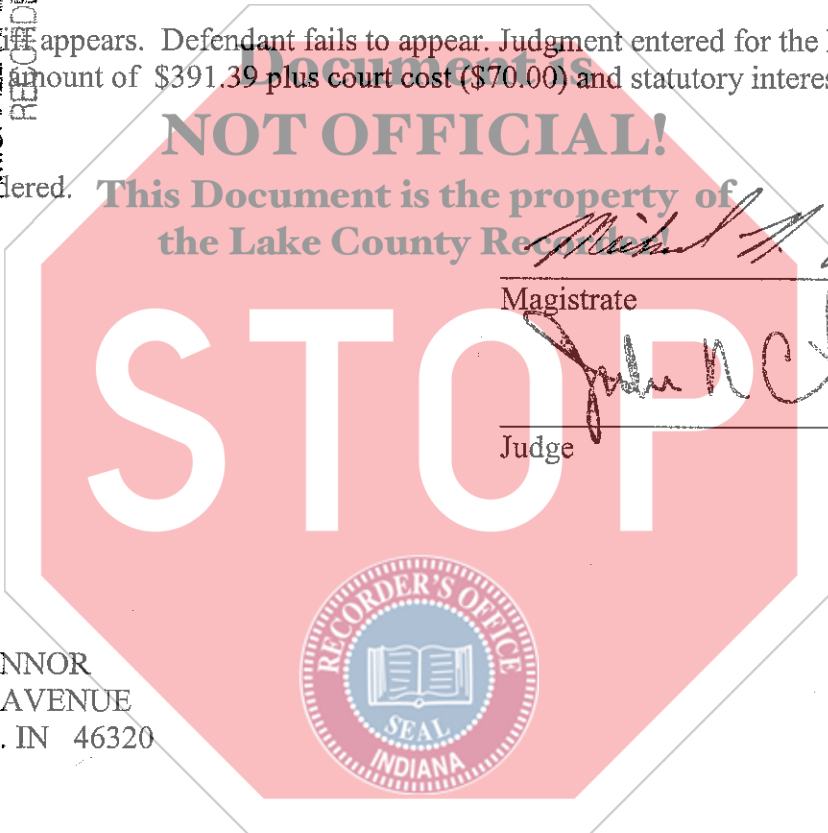 RECORD
appears. Defendant fails to appear. Judgment entered for the
amount of $391.39 plus court cost ($70.00) and statutory interes
Document is
NOT OFFICIAL!
dered.
This Document is the property of
the Lake County Recorder!
Magistrate
Judge
STOP
RECORDER'S OFFICE
SEAL
INDIANA
NNOR
AVENUE
. IN 46320